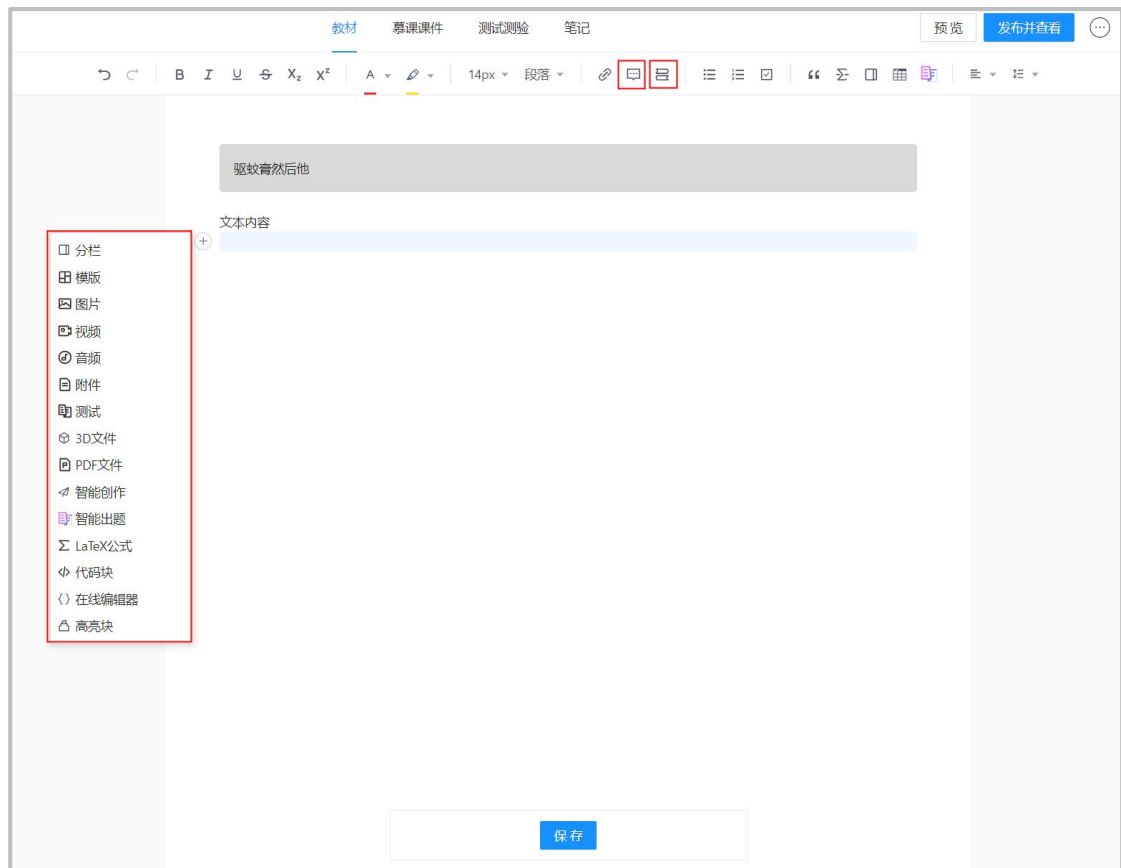 教材 慕课课件 测试测验 笔记 预览 发布并查看
B I U S X₂ X² A 14px 段落
驱蚊膏然后他
文本内容
分栏
模版
图片
视频
音频
附件
测试
3D文件
PDF文件
智能创作
智能出题
LaTeX公式
代码块
在线编辑器
高亮块
保存